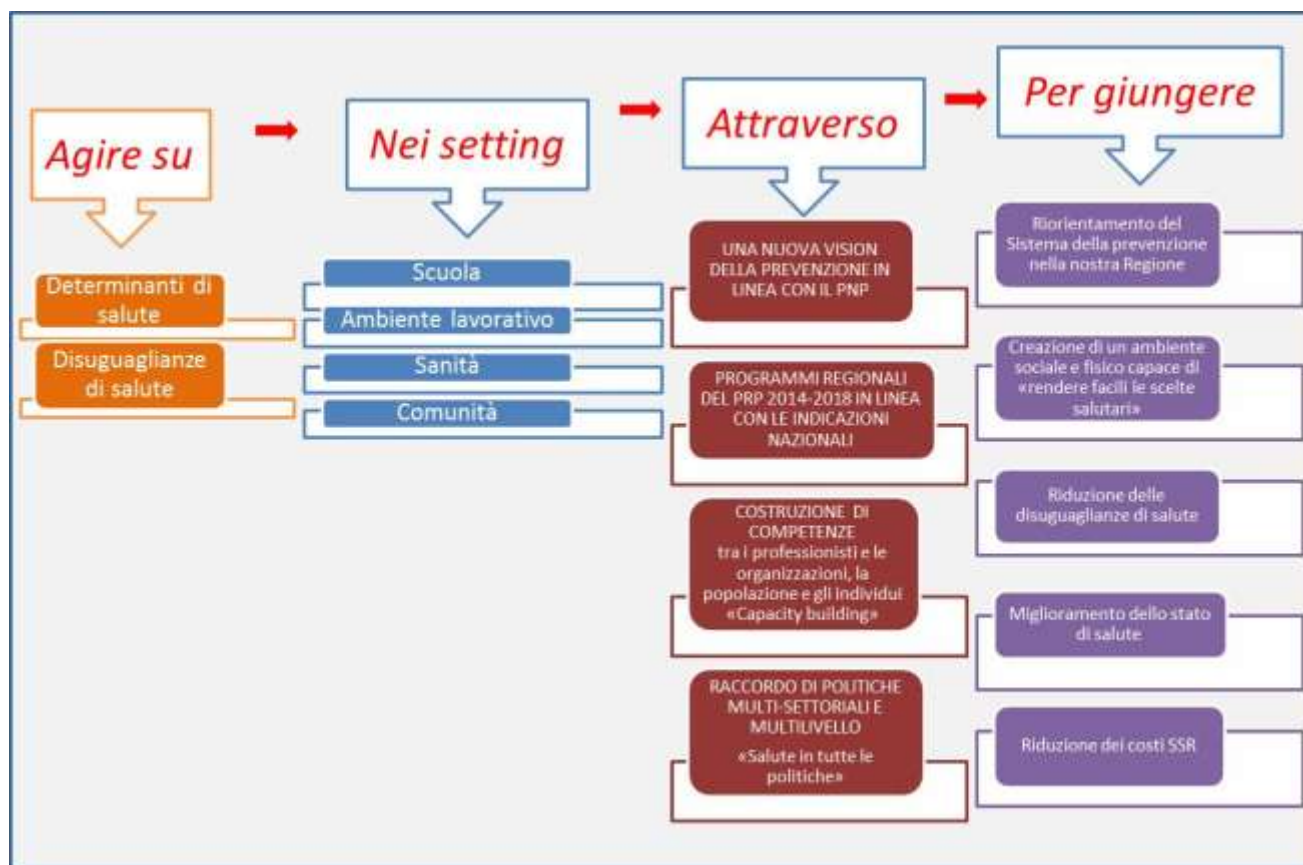 Agire su
Determinanti di
salute
Disuguaglianze
di salute
Nei setting
Scuola
Ambiente lavorativo
Sanità
Comunità
Attraverso
UNA NUOVA VISION
DELLA PREVENZIONE IN
LINEA CON IL PNP
PROGRAMMI REGIONALI
DEL PRP 2014-2018 IN LINEA
CON LE INDICAZIONI
NAZIONALI
COSTRUZIONE DI
COMPETENZE
tra i professionisti e le
organizzazioni, la
popolazione e gli individui
«Capacity building»
RACCORDO DI POLITICHE
MULTI-SETTORIALI E
MULTILIVELLO
«Salute in tutte le
politiche»
Per giungere
Riorientamento del
Sistema della prevenzione
nella nostra Regione
Creazione di un ambiente
sociale e fisico capace di
«rendere facili le scelte
salutari»
Riduzione delle
disuguaglianze di salute
Miglioramento dello stato
di salute
Riduzione dei costi SSR